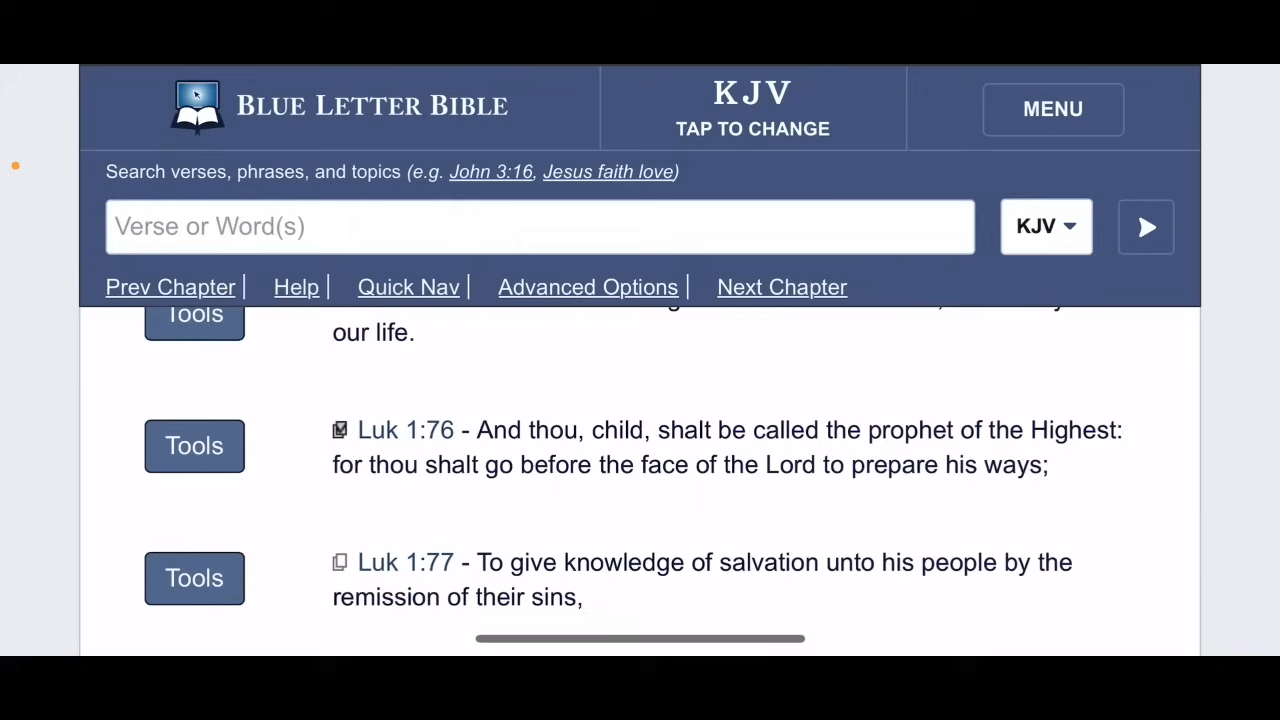 BLUE LETTER BIBLE
KJV
TAP TO CHANGE
MENU
Search verses, phrases, and topics (e.g. John 3:16, Jesus faith love)
Verse or Word(s)
KJV
Prev Chapter | Help | Quick Nav | Advanced Options | Next Chapter
Tools
our life.
Tools
Luk 1:76 - And thou, child, shalt be called the prophet of the Highest:
for thou shalt go before the face of the Lord to prepare his ways;
Tools
Luk 1:77 - To give knowledge of salvation unto his people by the
remission of their sins,